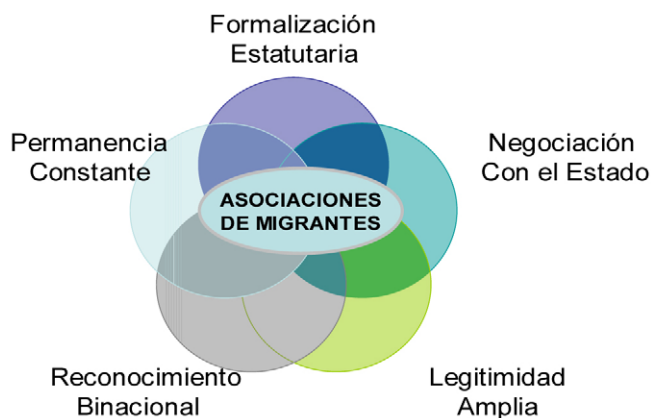 Formalización
Estatutaria
Permanencia
Constante
Negociación
Con el Estado
ASOCIACIONES
DE MIGRANTES
Reconocimiento
Binacional
Legitimidad
Amplia